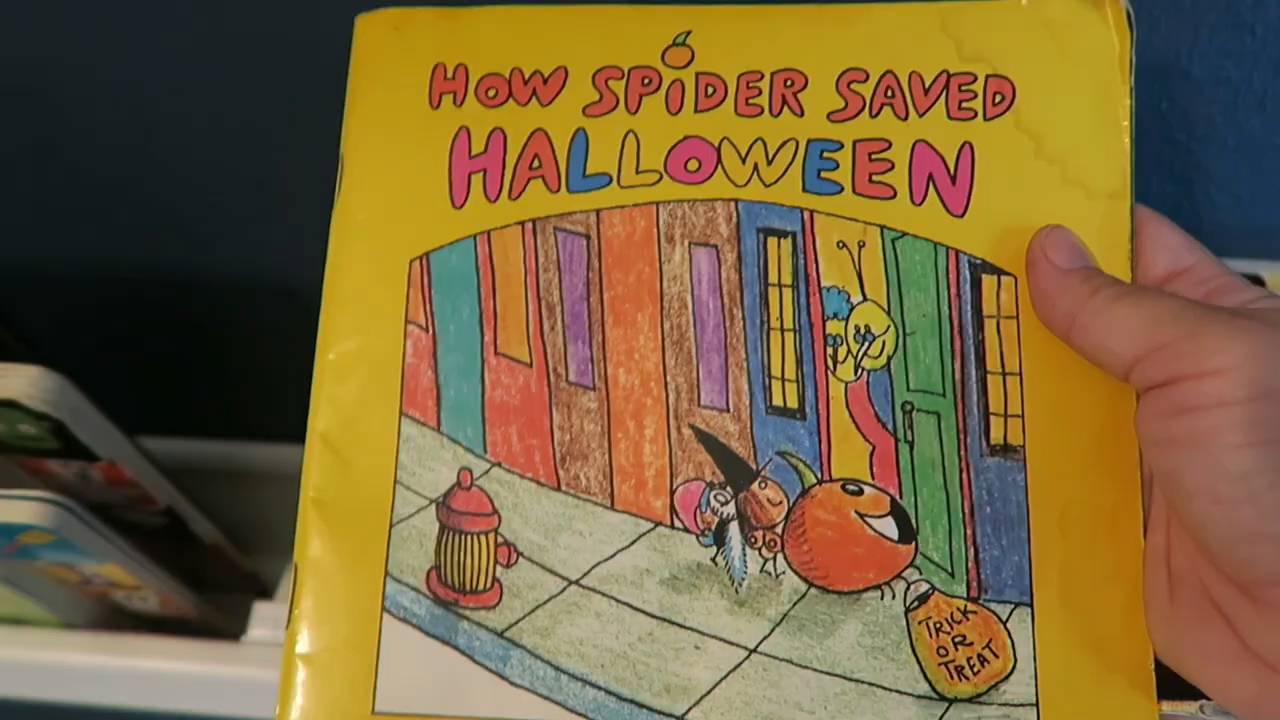 HOW SPiDER SAVED
HALLOWEEN
TRICK
OR
TREAT